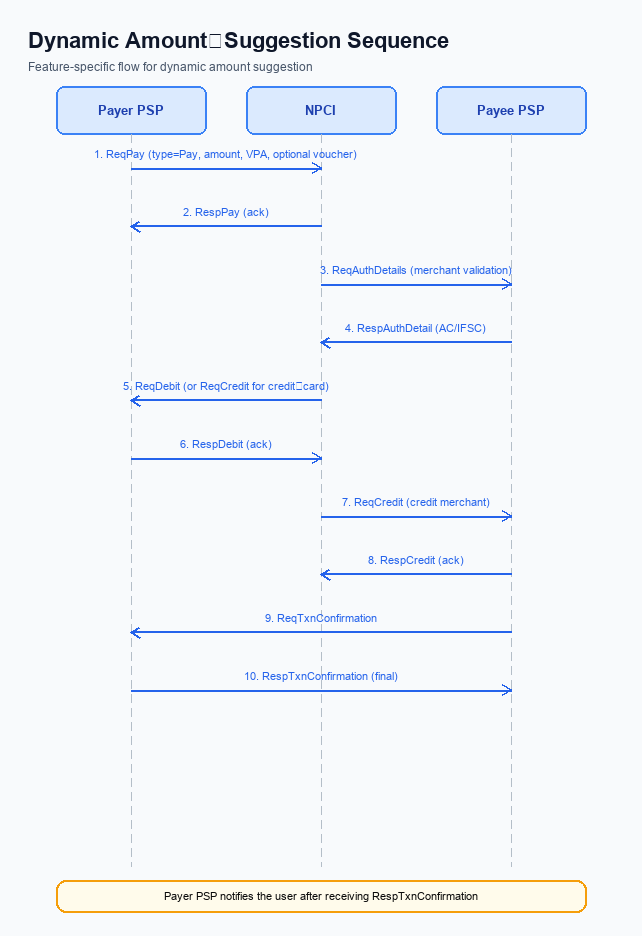 Dynamic Amount□Suggestion Sequence
Feature-specific flow for dynamic amount suggestion
Payer PSP
NPCI
Payee PSP
1. ReqPay (type=Pay, amount, VPA, optional voucher)
2. RespPay (ack)
3. ReqAuthDetails (merchant validation)
4. RespAuthDetail (AC/IFSC)
5. ReqDebit (or ReqCredit for credit□card)
6. RespDebit (ack)
7. ReqCredit (credit merchant)
8. RespCredit (ack)
9. ReqTxnConfirmation
10. RespTxnConfirmation (final)
Payer PSP notifies the user after receiving RespTxnConfirmation